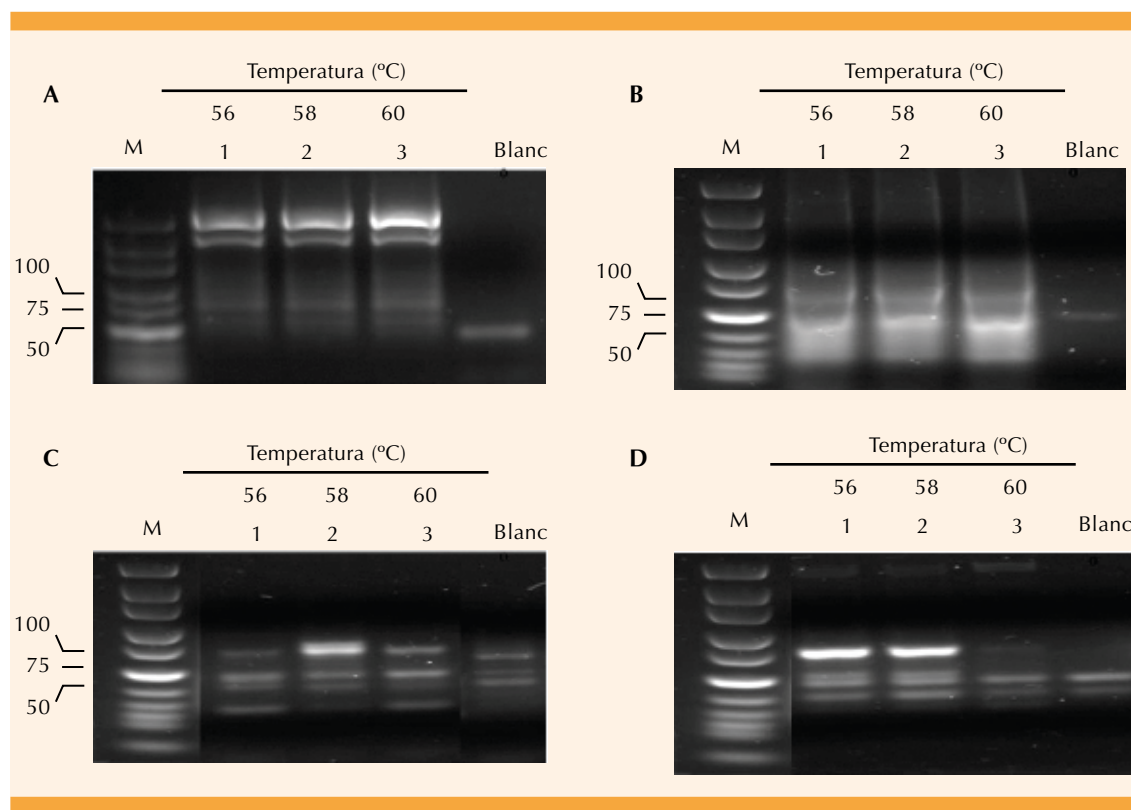 A
Temperatura (ºC)
56 58 60
M 1 2 3 Blanc
o
100
75
50
B
Temperatura (ºC)
56 58 60
M 1 2 3 Blanc
o
100
75
50
C
Temperatura (ºC)
56 58 60
M 1 2 3 Blanc
o
100
75
50
D
Temperatura (ºC)
56 58 60
M 1 2 3 Blanc
o